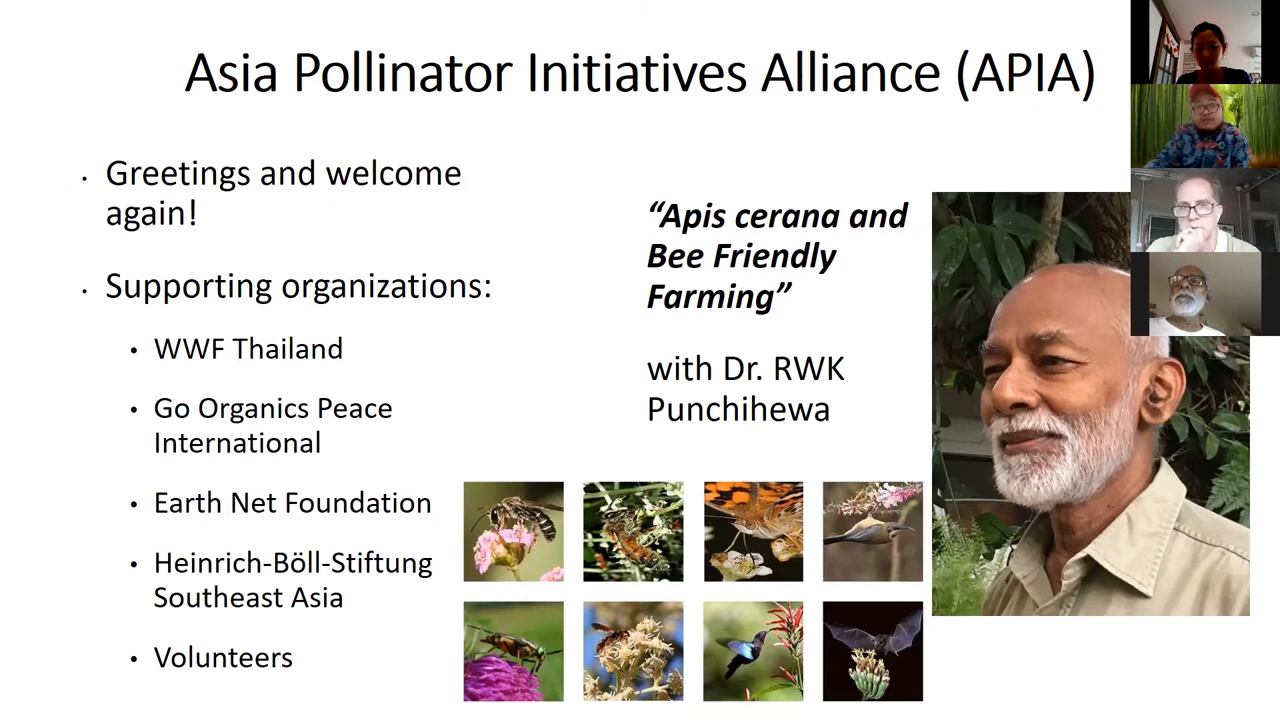 Asia Pollinator Initiatives Alliance (APIA)
Greetings and welcome
again!
Supporting organizations:
WWF Thailand
Go Organics Peace
International
Earth Net Foundation
Heinrich-Böll-Stiftung
Southeast Asia
Volunteers
“Apis cerana and
Bee Friendly
Farming”
with Dr. RWK
Punchihewa